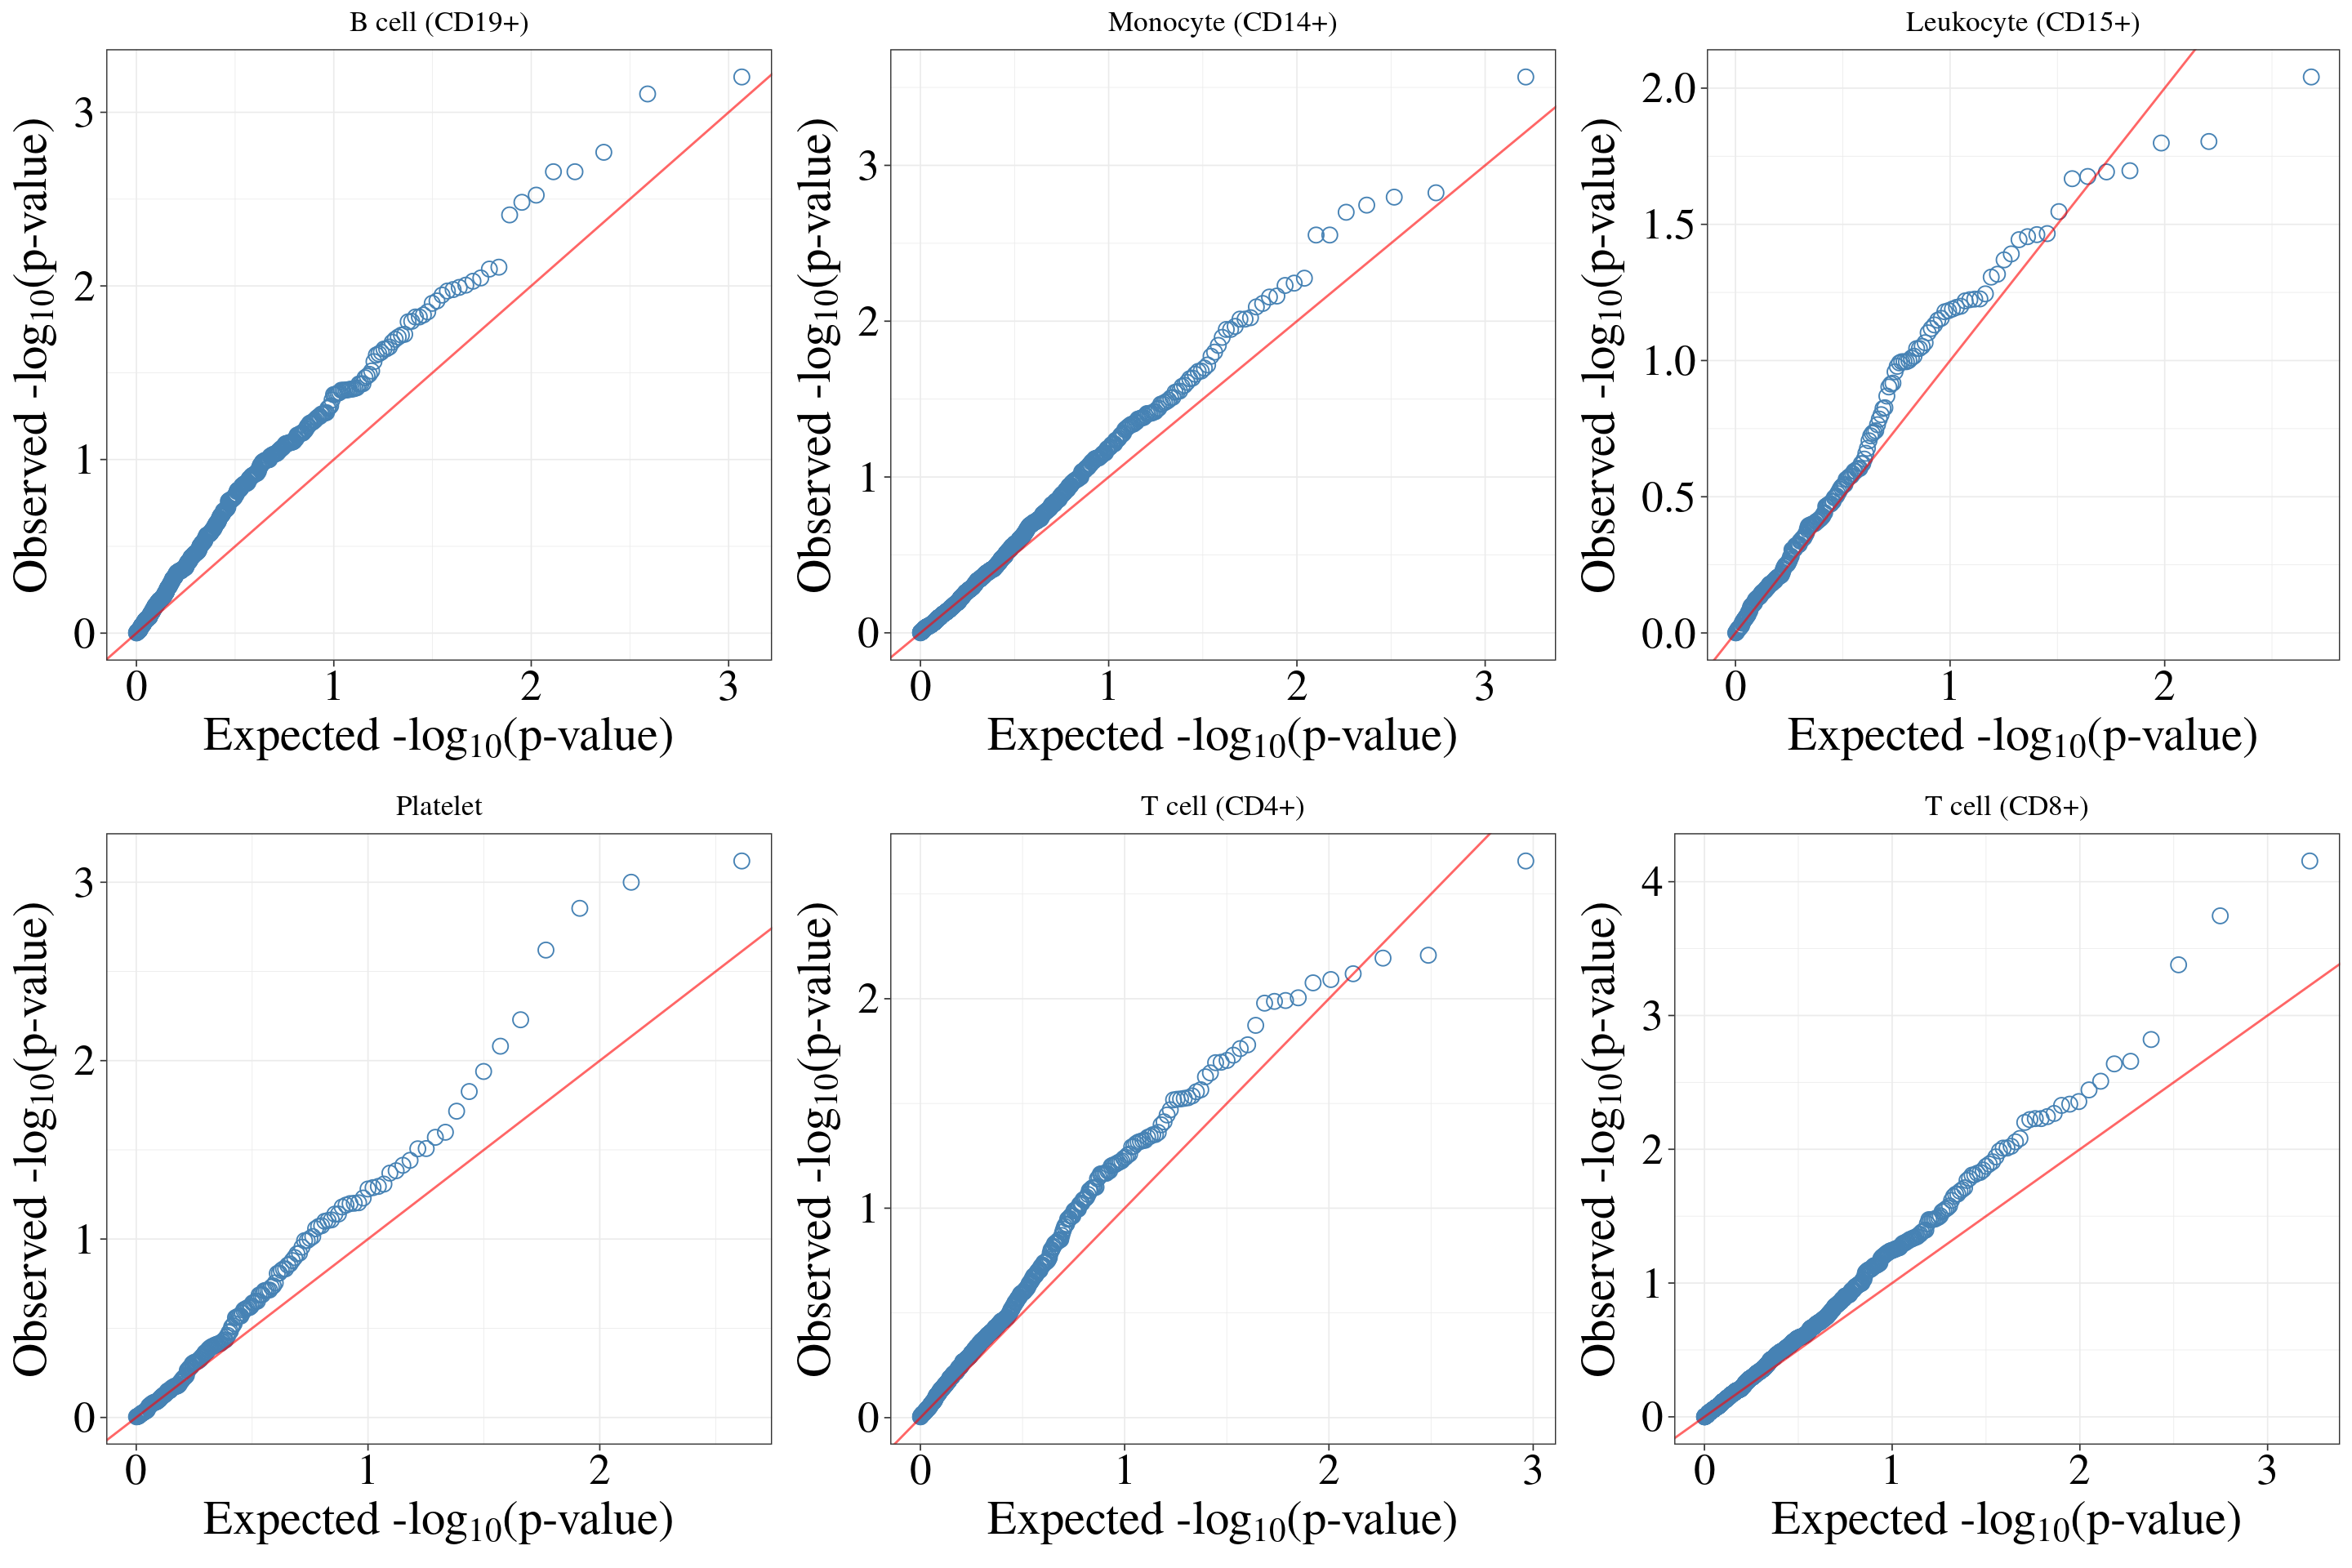 B cell (CD19+)
Monocyte (CD14+)
Leukocyte (CD15+)
Observed -log10(p-value)
3
2
1
0
0 1 2 3
Expected -log10(p-value)
Observed -log10(p-value)
3
2
1
0
0 1 2 3
Expected -log10(p-value)
Observed -log10(p-value)
2.0
1.5
1.0
0.5
0.0
0 1 2
Expected -log10(p-value)
Platelet
T cell (CD4+)
T cell (CD8+)
Observed -log10(p-value)
3
2
1
0
0 1 2
Expected -log10(p-value)
Observed -log10(p-value)
2
1
0
0 1 2 3
Expected -log10(p-value)
Observed -log10(p-value)
4
3
2
1
0
0 1 2 3
Expected -log10(p-value)